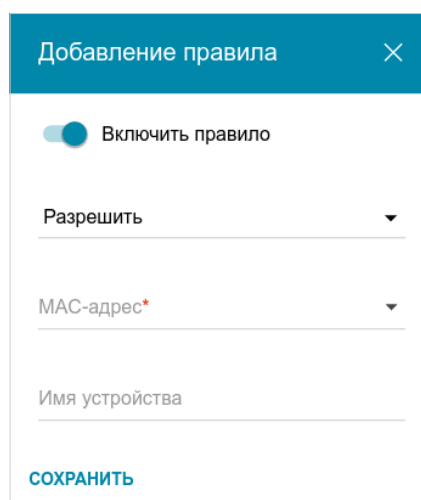 Добавление правила
Включить правило
Разрешить
MAC-адрес*
Имя устройства
СОХРАНИТЬ